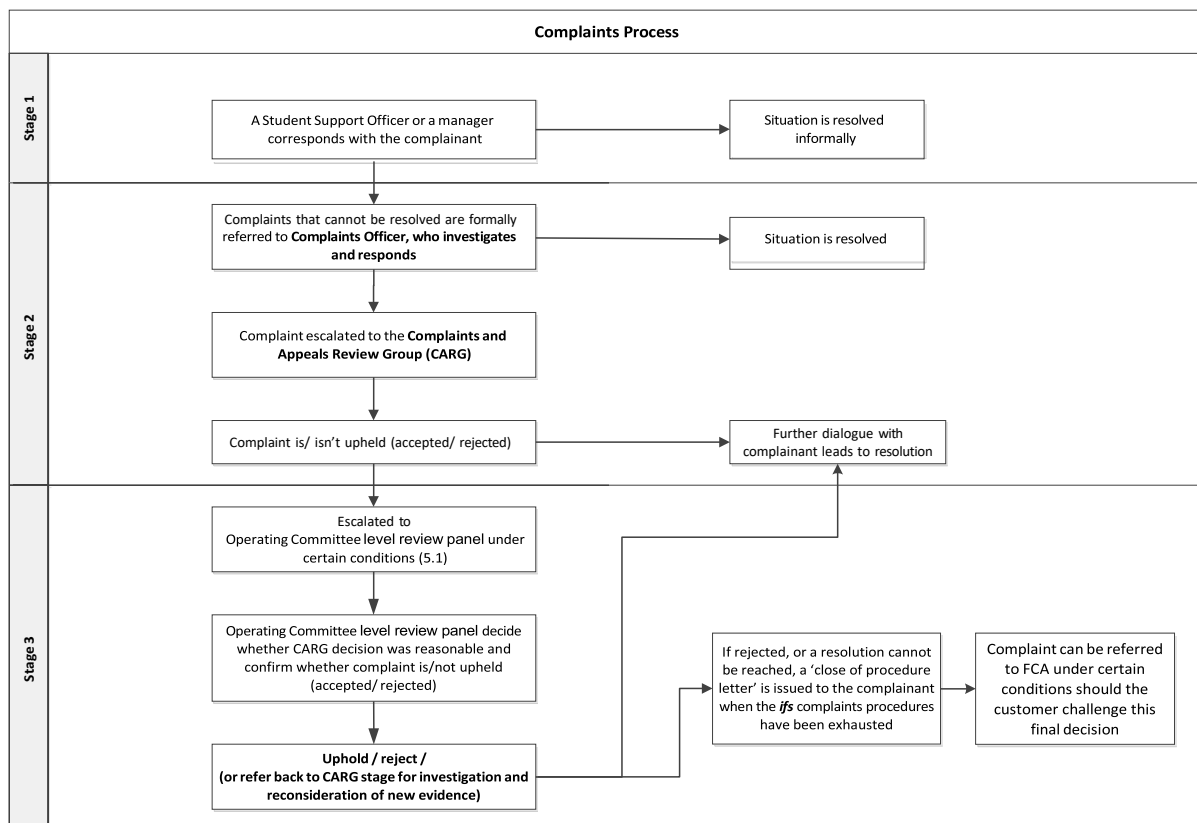 Complaints Process
Stage 1
A Student Support Officer or a manager
corresponds with the complainant
Situation is resolved
informally
Stage 2
Complaints that cannot be resolved are formally
referred to Complaints Officer, who investigates
and responds
Situation is resolved
Complaint escalated to the Complaints and
Appeals Review Group (CARG)
Complaint is/ isn't upheld (accepted/ rejected)
Further dialogue with
complainant leads to resolution
Stage 3
Escalated to
Operating Committee level review panel under
certain conditions (5.1)
Operating Committee level review panel decide
whether CARG decision was reasonable and
confirm whether complaint is/not upheld
(accepted/ rejected)
If rejected, or a resolution cannot
be reached, a ‘close of procedure
letter’ is issued to the complainant
when the ifs complaints procedures
have been exhausted
Complaint can be referred
to FCA under certain
conditions should the
customer challenge this
final decision
Uphold / reject /
(or refer back to CARG stage for investigation and
reconsideration of new evidence)